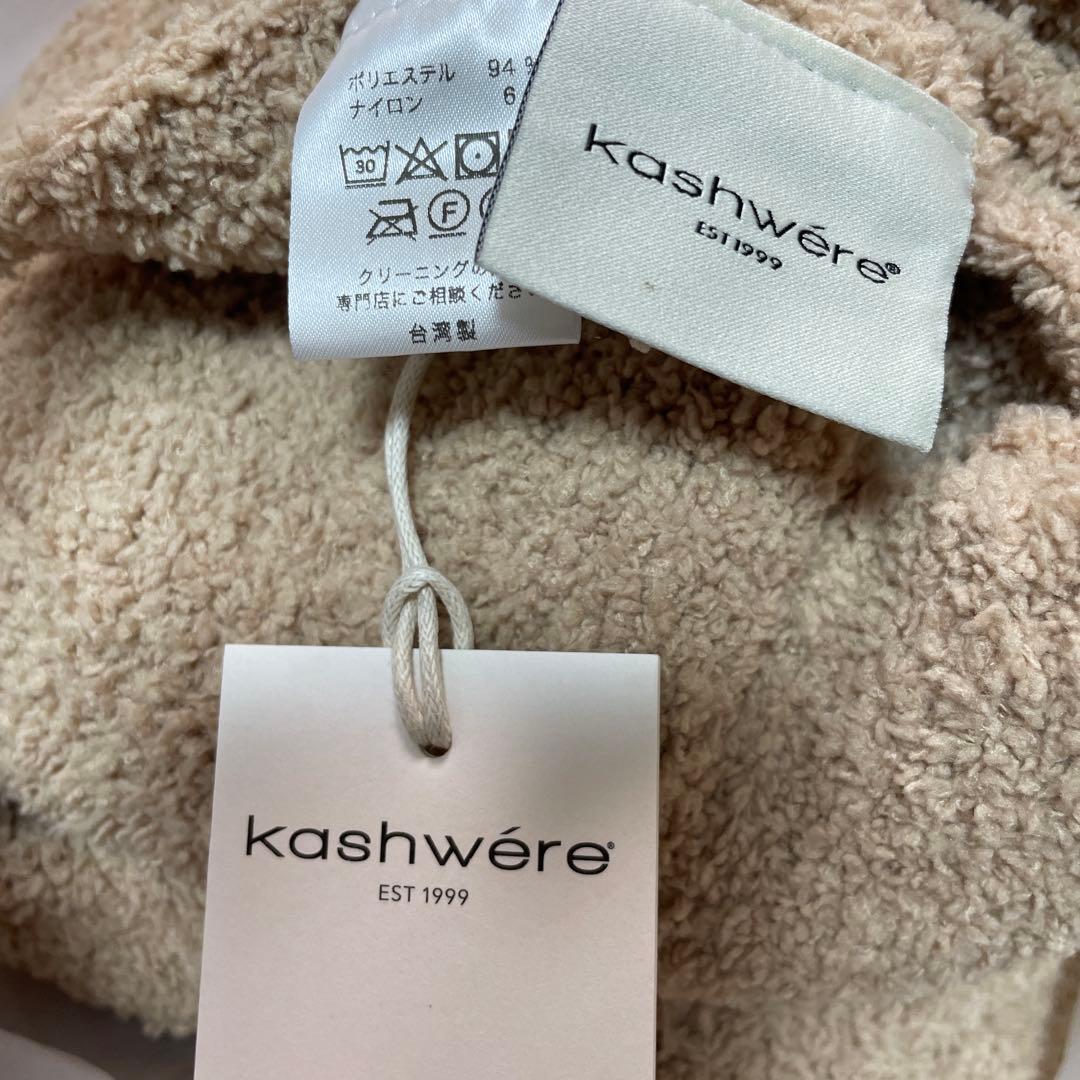 ポリエステル 94 %
ナイロン 6
30
F
クリーニングの
専門店にご相談くださ
台湾製
kashwére®
EST 1999
kashwére®
EST 1999